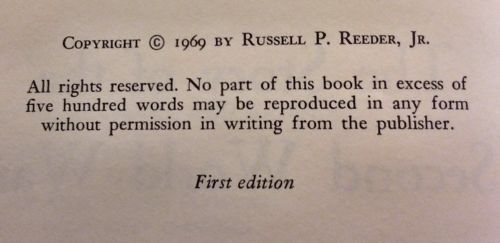 COPYRIGHT © 1969 BY RUSSELL P. REEDER, JR.
All rights reserved. No part of this book in excess of
five hundred words may be reproduced in any form
without permission in writing from the publisher.
First edition